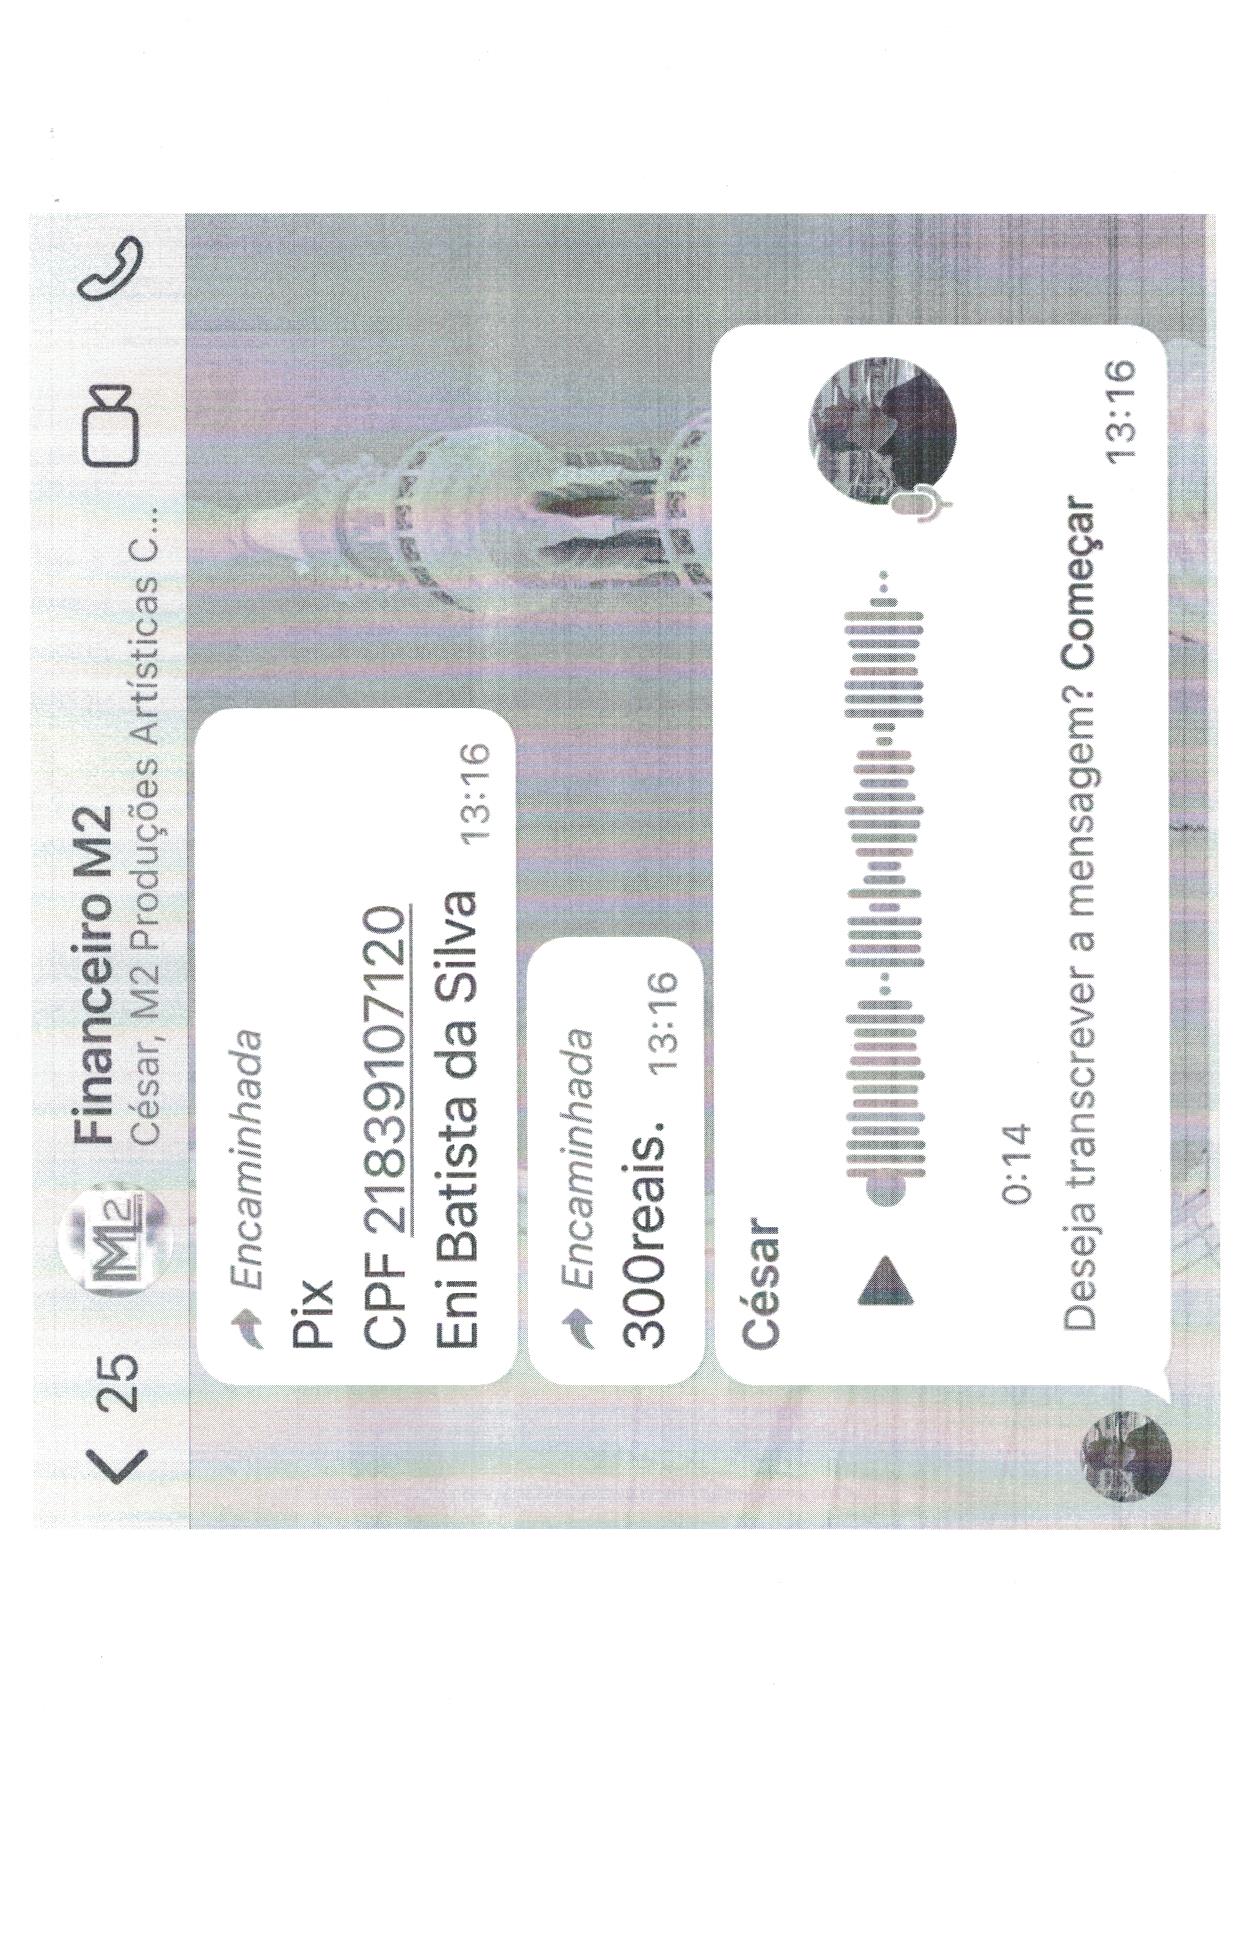 25
M2
Financeiro M2
César, M2 Produções Artísticas C...
Encaminhada
Pix
CPF 21839107120
Eni Batista da Silva 13:16
Encaminhada
300reais. 13:16
César
0:14
Deseja transcrever a mensagem? Começar
13:16